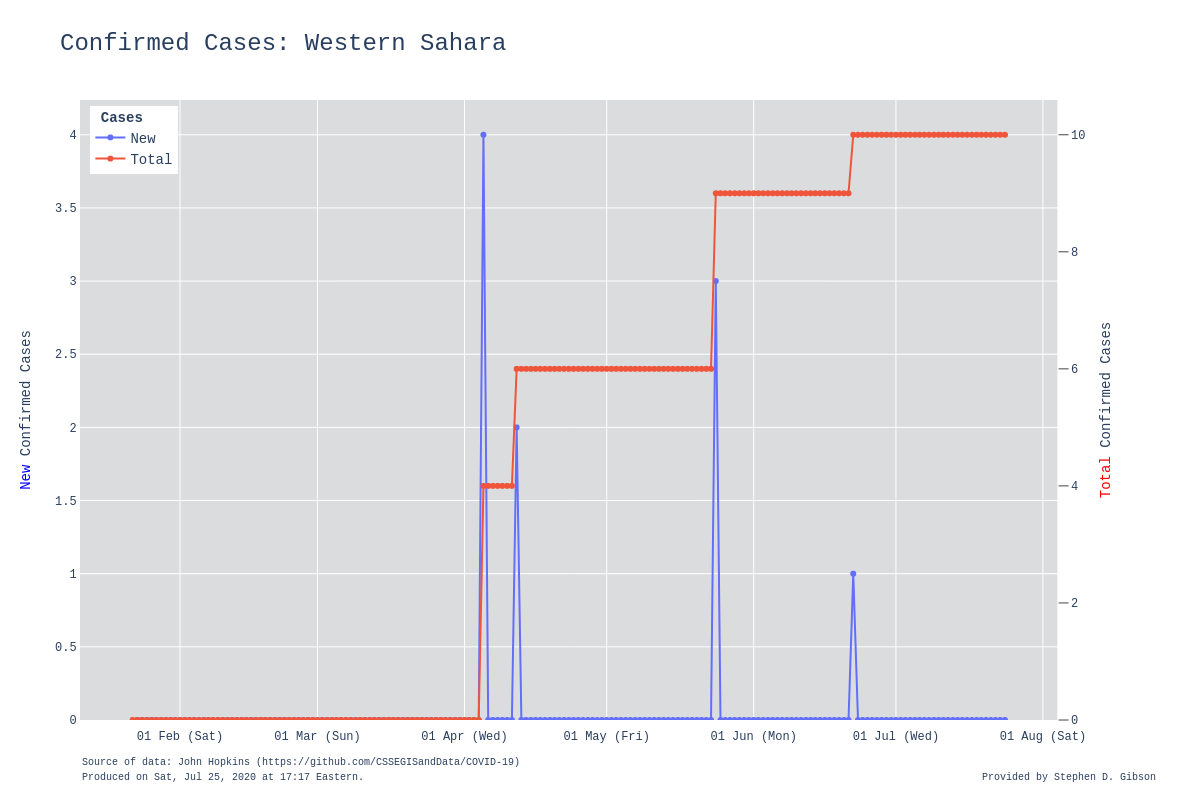 Confirmed Cases: Western Sahara
Cases
New
Total
4
3.5
3
2.5
2
1.5
1
0.5
0
10
8
6
4
2
0
New Confirmed Cases
Total Confirmed Cases
01 Feb (Sat)
01 Mar (Sun)
01 Apr (Wed)
01 May (Fri)
01 Jun (Mon)
01 Jul (Wed)
01 Aug (Sat)
Source of data: John Hopkins (https://github.com/CSSEGISandData/COVID-19)
Produced on Sat, Jul 25, 2020 at 17:17 Eastern.
Provided by Stephen D. Gibson